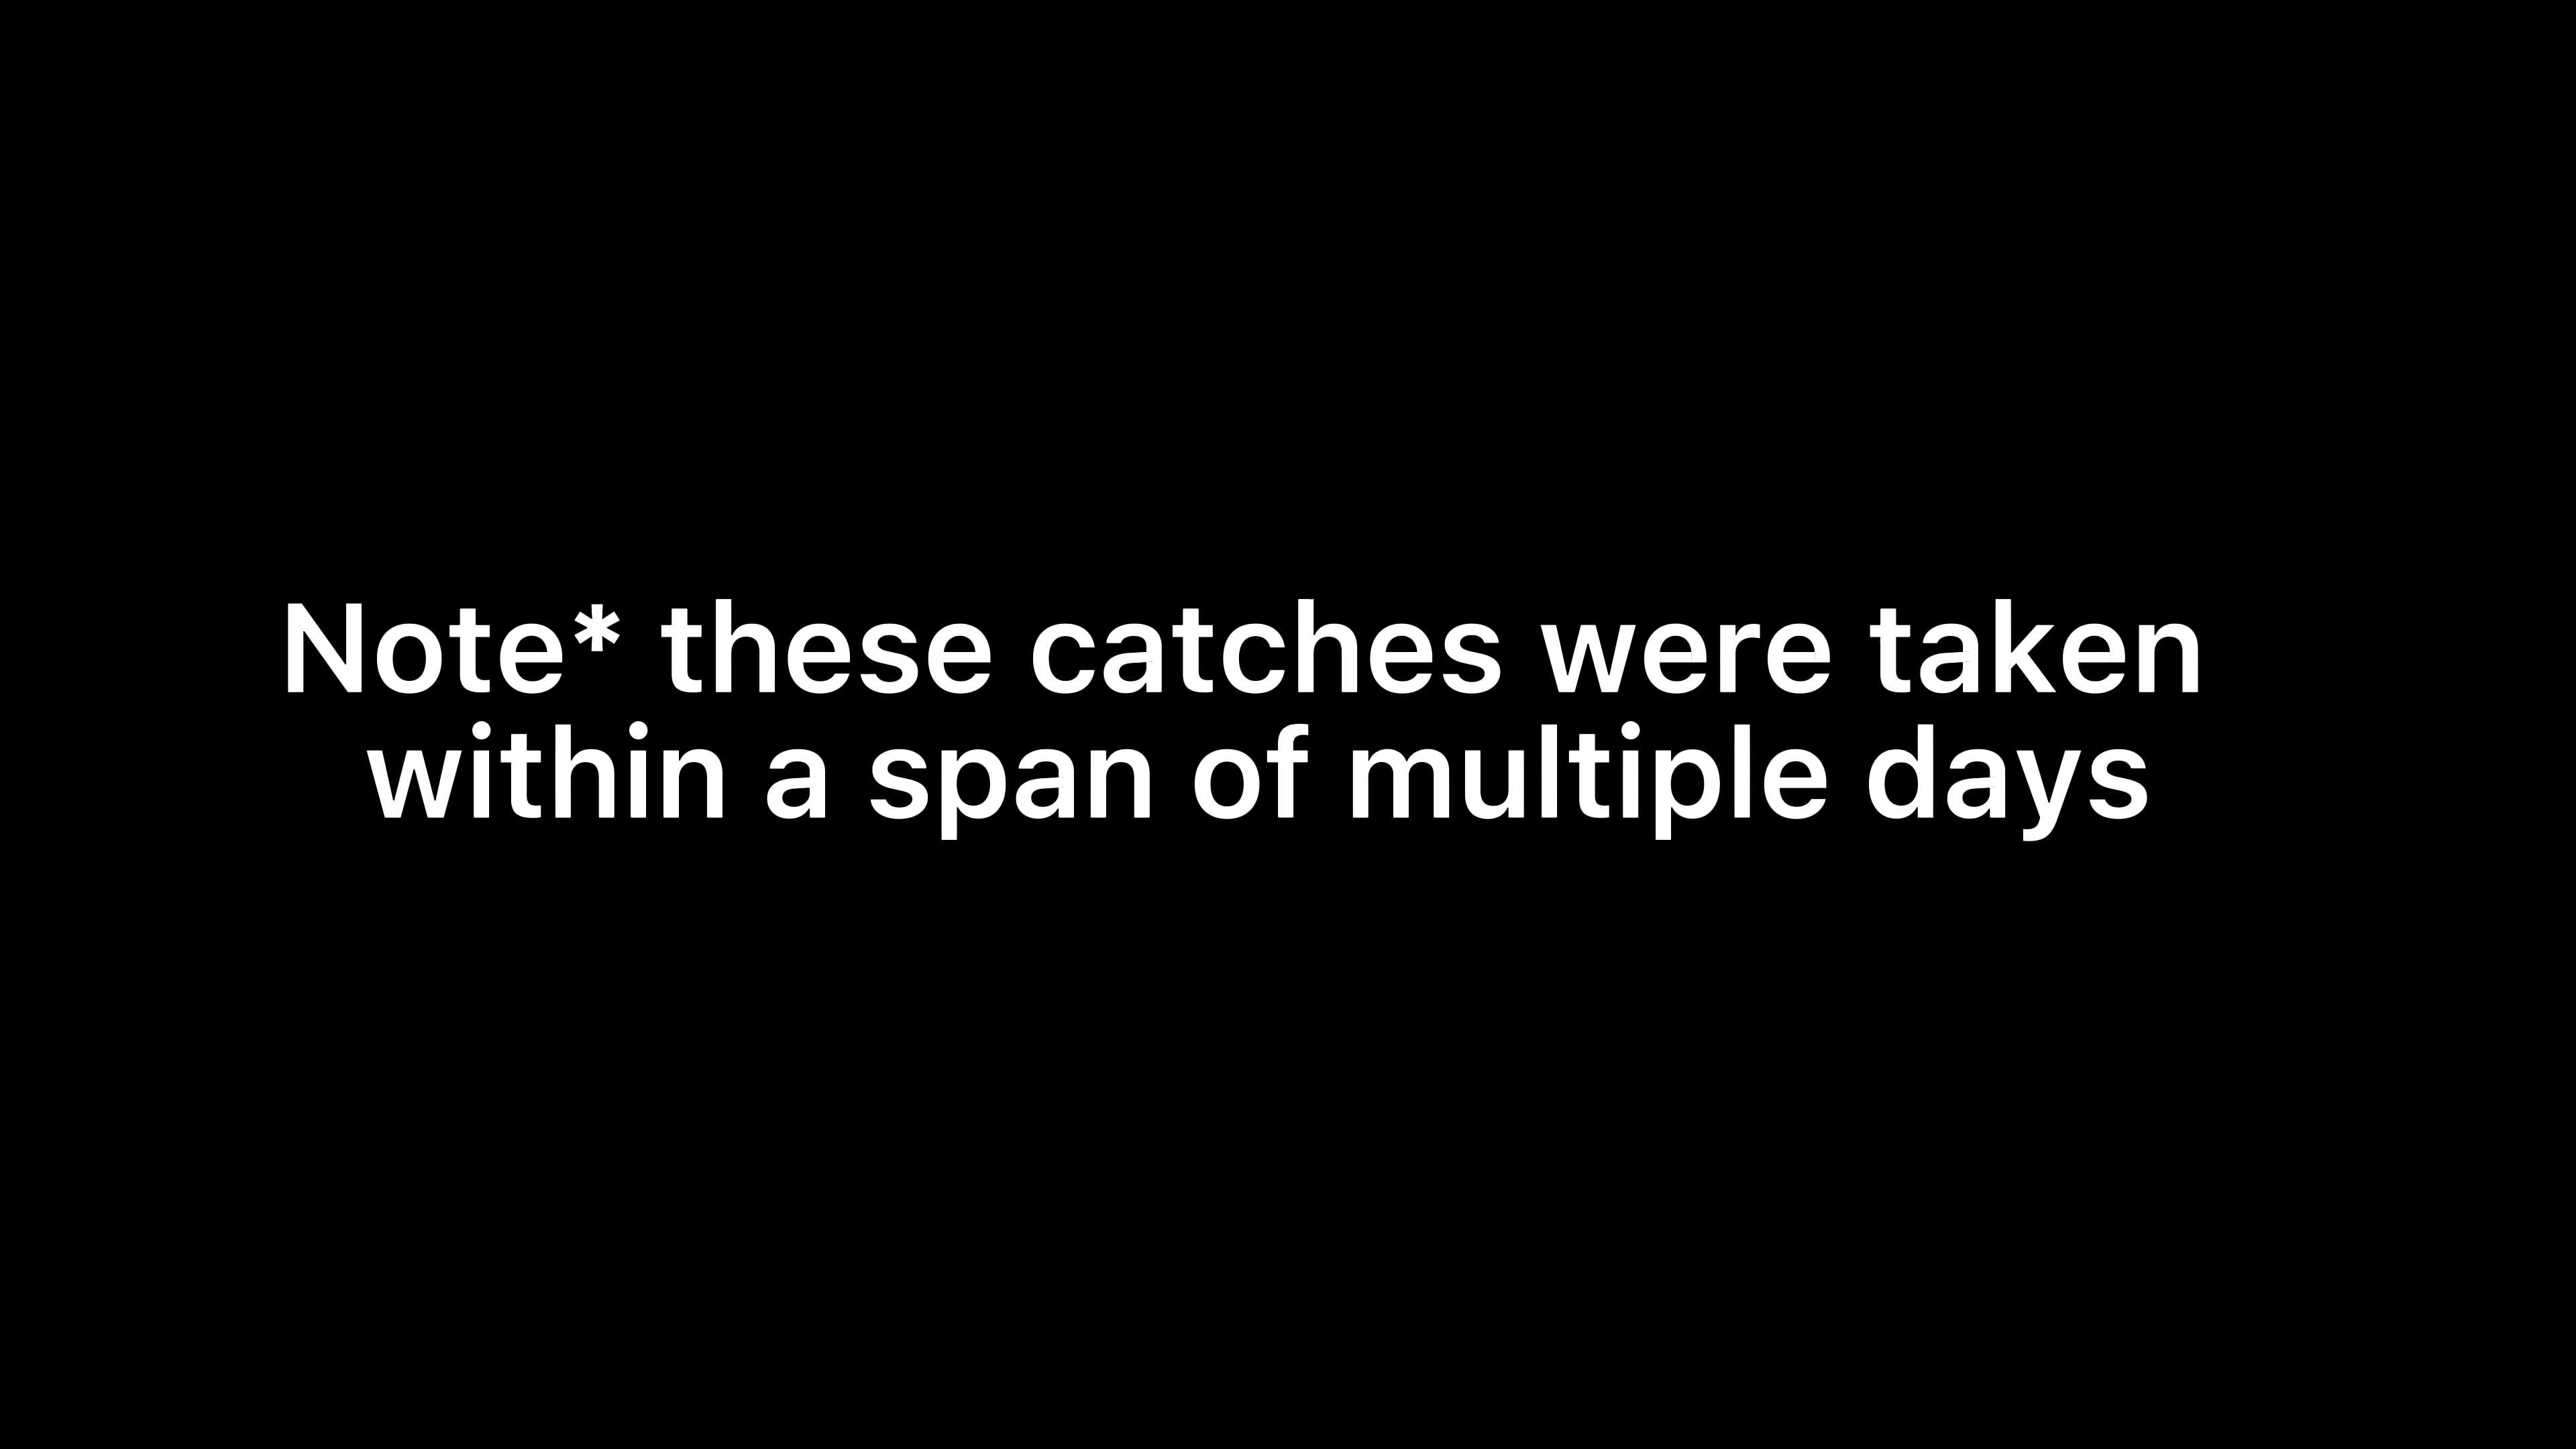 Note* these catches were taken
within a span of multiple days